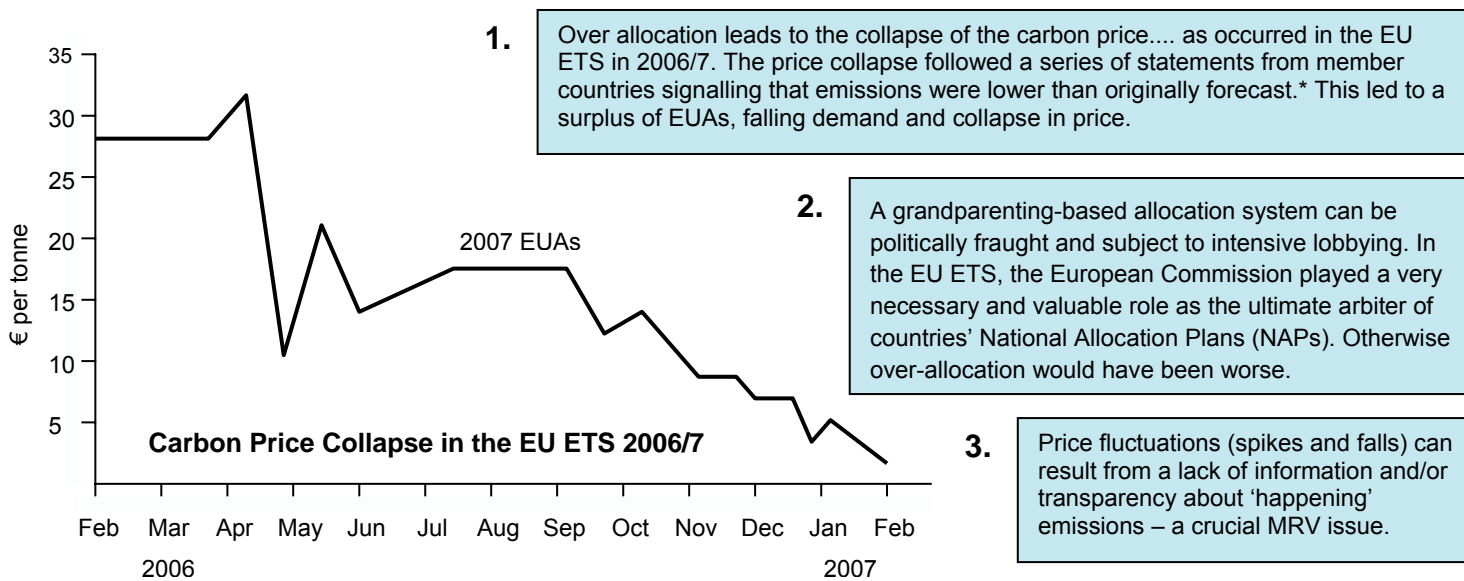 1.
Over allocation leads to the collapse of the carbon price.... as occurred in the EU
ETS in 2006/7. The price collapse followed a series of statements from member
countries signalling that emissions were lower than originally forecast.* This led to a
surplus of EUAs, falling demand and collapse in price.
2.
A grandparenting-based allocation system can be
politically fraught and subject to intensive lobbying. In
the EU ETS, the European Commission played a very
necessary and valuable role as the ultimate arbiter of
countries’ National Allocation Plans (NAPs). Otherwise
over-allocation would have been worse.
3.
Price fluctuations (spikes and falls) can
result from a lack of information and/or
transparency about ‘happening’
emissions – a crucial MRV issue.
€ per tonne
35
30
25
20
15
10
5
2007 EUAs
Carbon Price Collapse in the EU ETS 2006/7
Feb Mar Apr May Jun Jul Aug Sep Oct Nov Dec Jan Feb
2006 2007